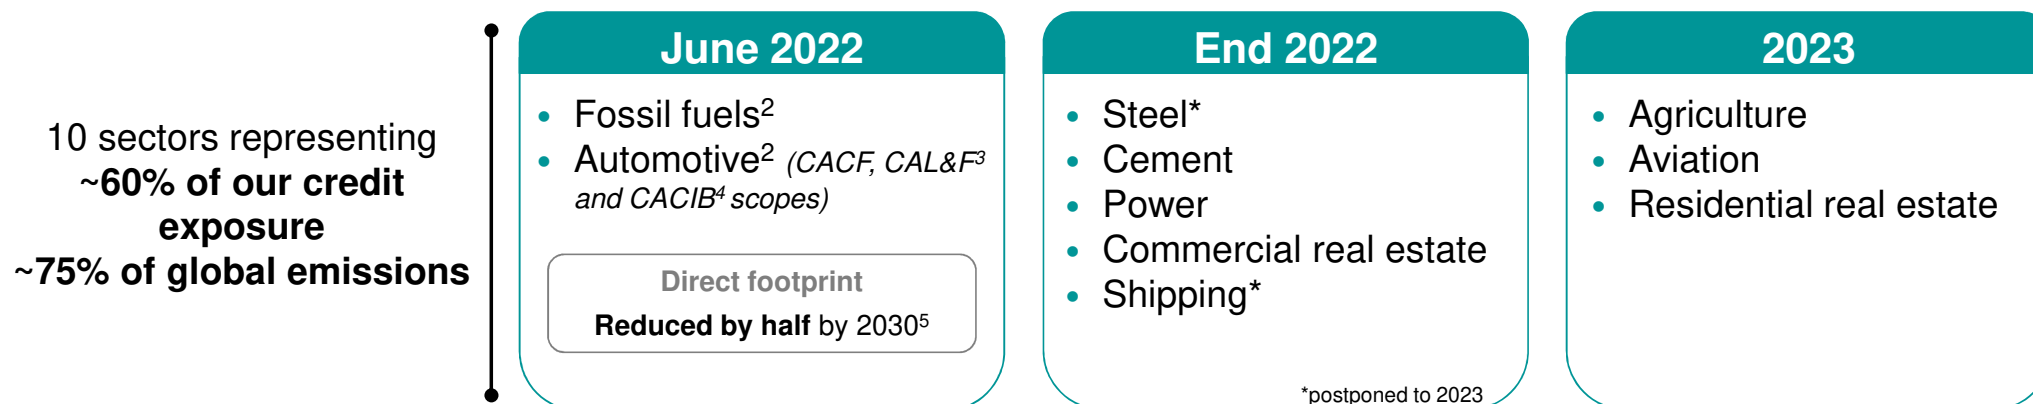 10 sectors representing
~60% of our credit
exposure
~75% of global emissions
June 2022
• Fossil fuels²
• Automotive² (CACF, CAL&F³
and CACIB⁴ scopes)
Direct footprint
Reduced by half by 2030⁵
End 2022
• Steel*
• Cement
• Power
• Commercial real estate
• Shipping*
*postponed to 2023
2023
• Agriculture
• Aviation
• Residential real estate